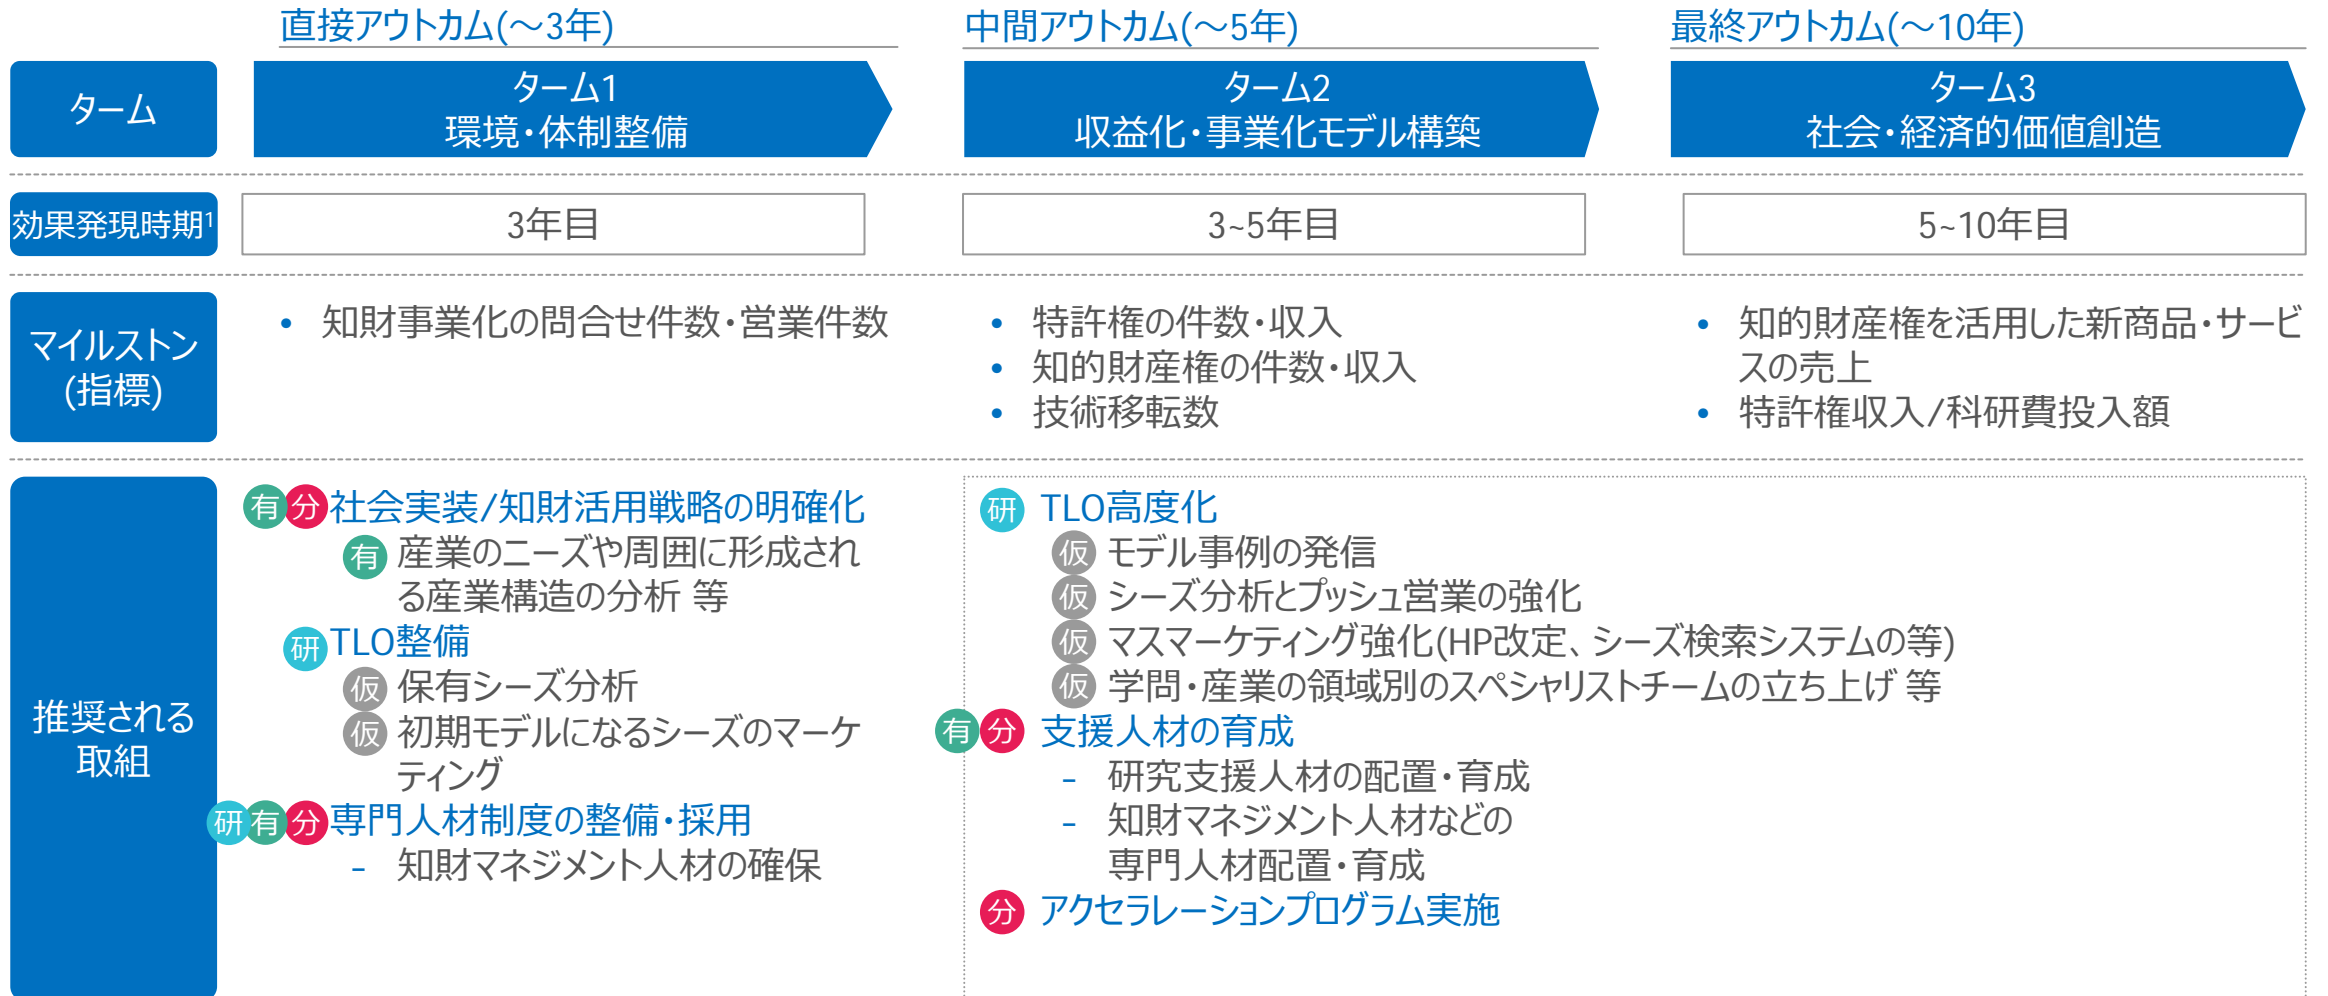 直接アウトカム(～3年)
中間アウトカム(～5年)
最終アウトカム(～10年)
ターム
ターム1
環境・体制整備
ターム2
収益化・事業化モデル構築
ターム3
社会・経済的価値創造
効果発現時期1
3年目
3~5年目
5~10年目
マイルストン
(指標)
• 知財事業化の問合せ件数・営業件数
• 特許権の件数・収入
• 知的財産権の件数・収入
• 技術移転数
• 知的財産権を活用した新商品・サービ
スの売上
• 特許権収入/科研費投入額
推奨される
取組
有 分 社会実装/知財活用戦略の明確化
有 産業のニーズや周囲に形成され
る産業構造の分析 等
研 TLO整備
仮 保有シーズ分析
仮 初期モデルになるシーズのマーケ
ティング
研 有 分 専門人材制度の整備・採用
- 知財マネジメント人材の確保
研 TLO高度化
仮 モデル事例の発信
仮 シーズ分析とプッシュ営業の強化
仮 マスマーケティング強化(HP改定、シーズ検索システムの等)
仮 学問・産業の領域別のスペシャリストチームの立ち上げ 等
有 分 支援人材の育成
- 研究支援人材の配置・育成
- 知財マネジメント人材などの
専門人材配置・育成
分 アクセラレーションプログラム実施